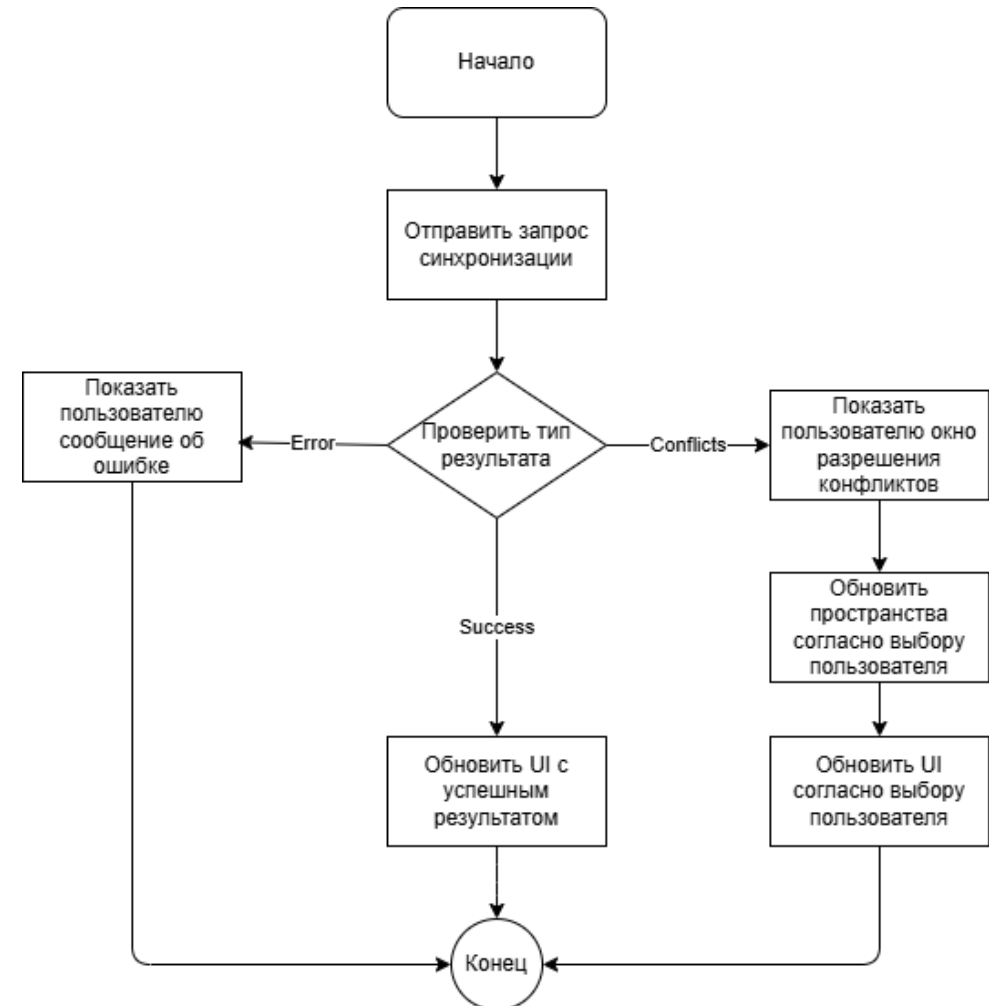 Начало
Отправить запрос
синхронизации
Показать
пользователю
сообщение об
ошибке
Error
Проверить тип
результата
Conflicts
Показать
пользователю окно
разрешения
конфликтов
Success
Обновить
пространства
согласно выбору
пользователя
Обновить UI с
успешным
результатом
Обновить UI
согласно выбору
пользователя
Конец